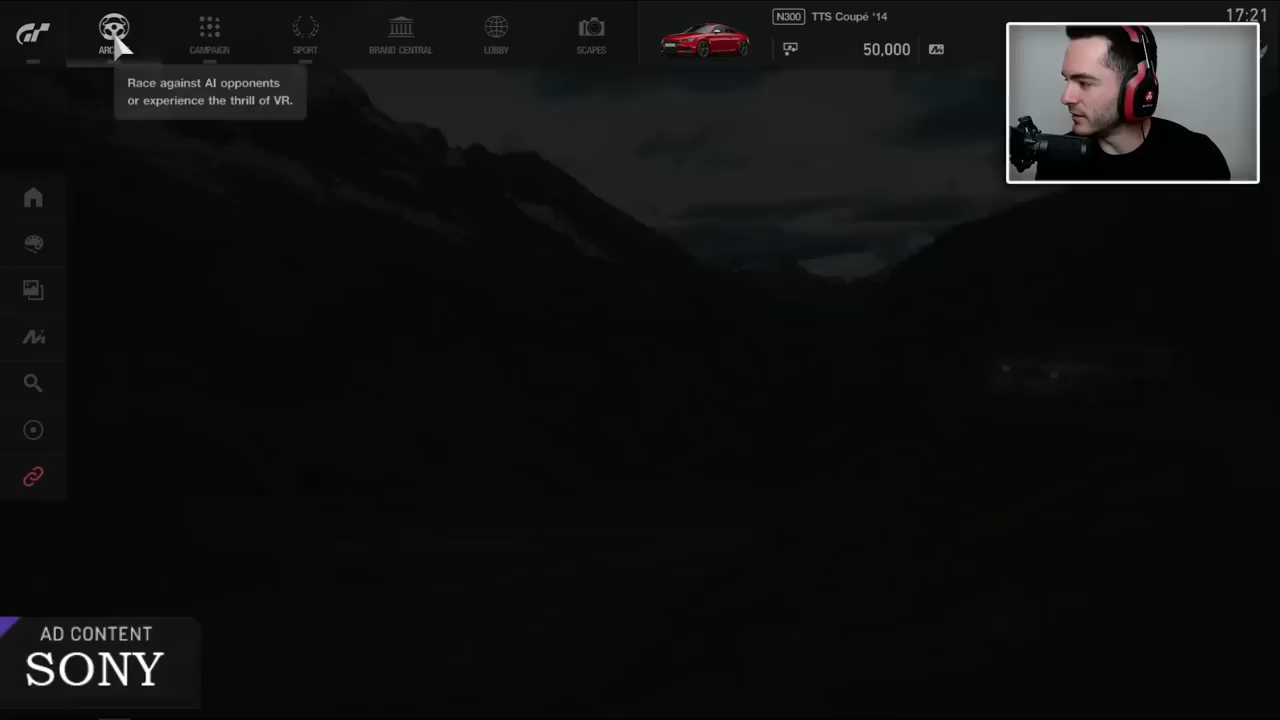 ARC
CAMPAIGN
SPORT
BRAND CENTRAL
LOBBY
SCAPES
N300 TTS Coupé '14
50,000
17:21
Race against AI opponents
or experience the thrill of VR.
AD CONTENT
SONY